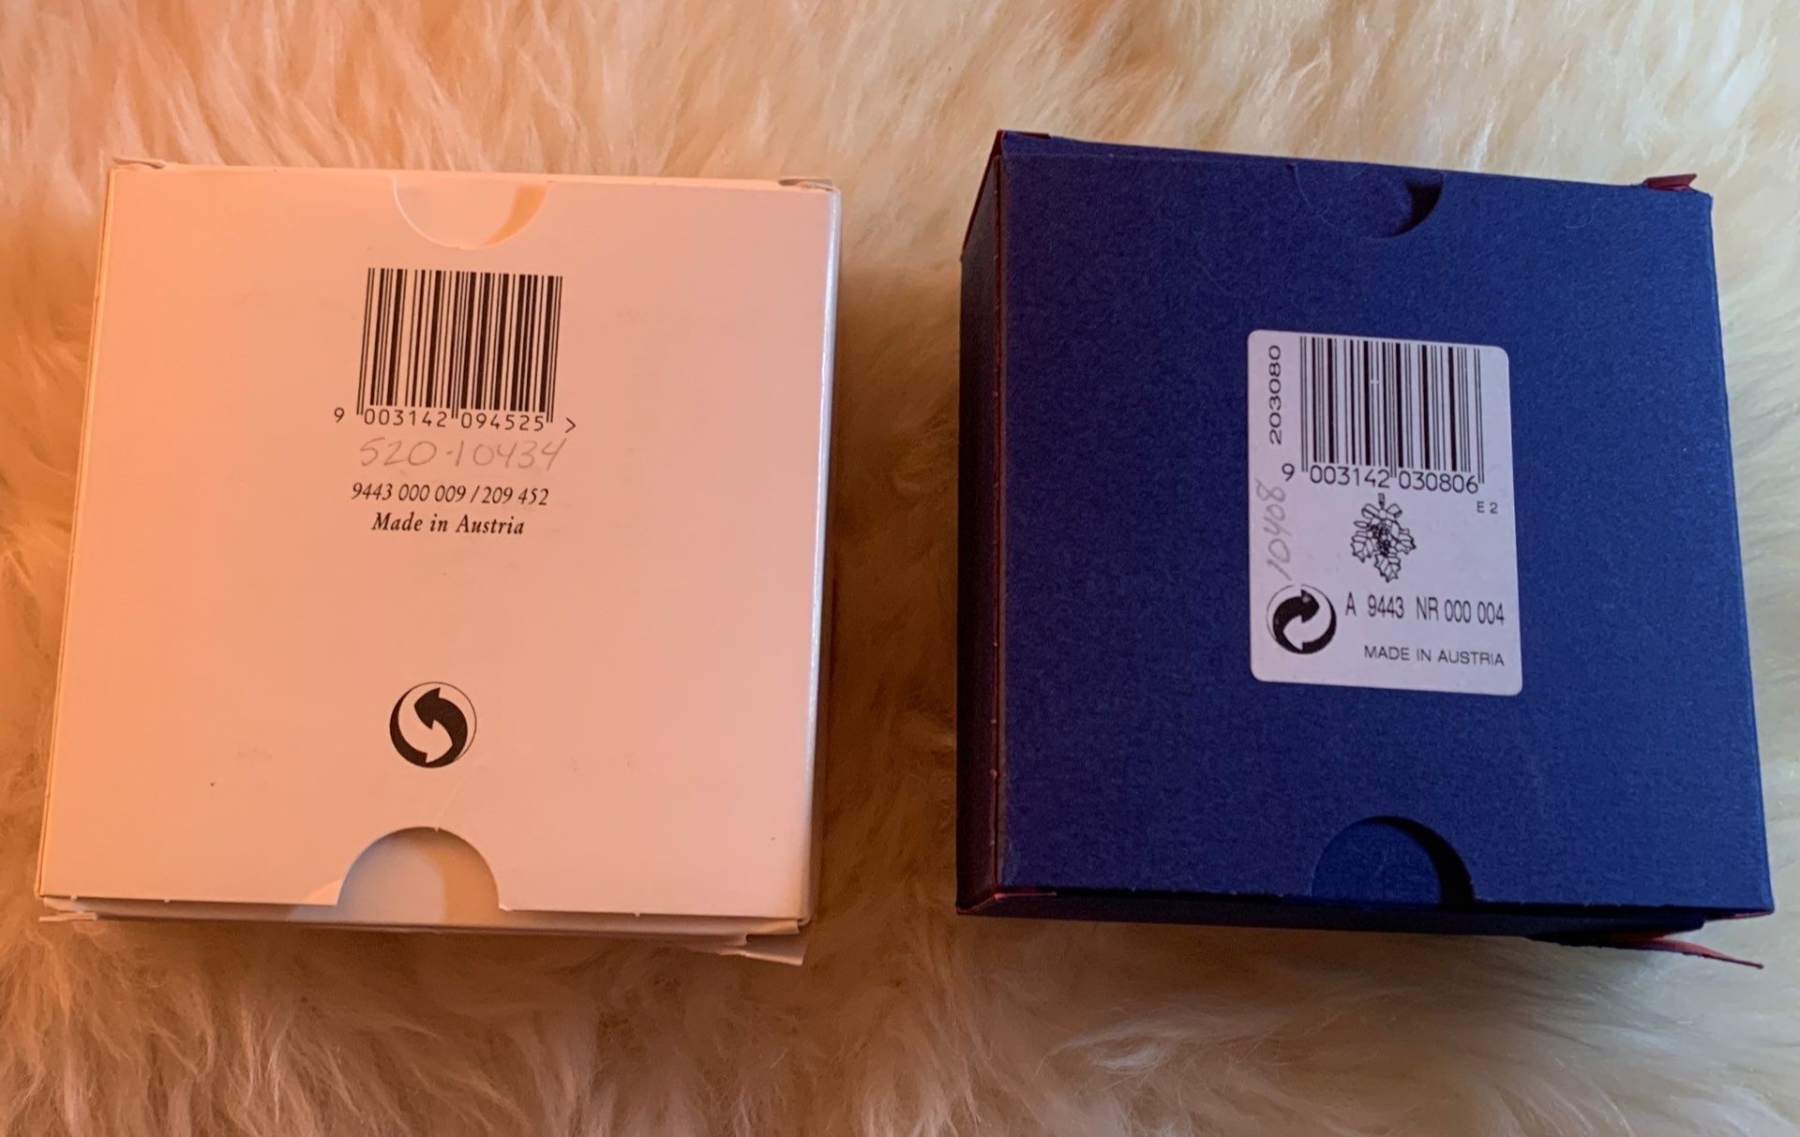 9 003142 094525 >
520-10434
9443 000 009 / 209 452
Made in Austria
203080
9 003142 030806
E 2
10408
A 9443 NR 000 004
MADE IN AUSTRIA